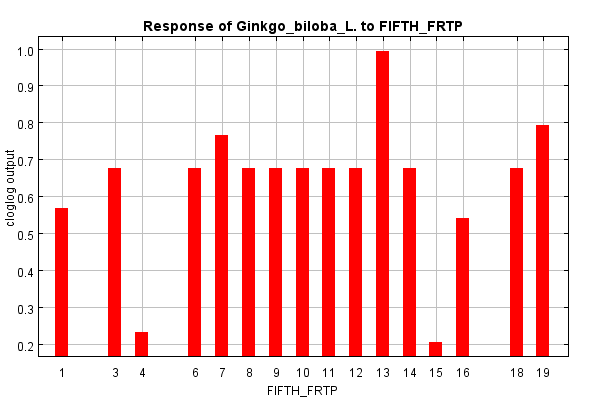 Response of Ginkgo_biloba_L. to FIFTH_FRTP
1.0
0.9
0.8
0.7
0.6
0.5
0.4
0.3
0.2
cloglog output
1 3 4 6 7 8 9 10 11 12 13 14 15 16 18 19
FIFTH_FRTP